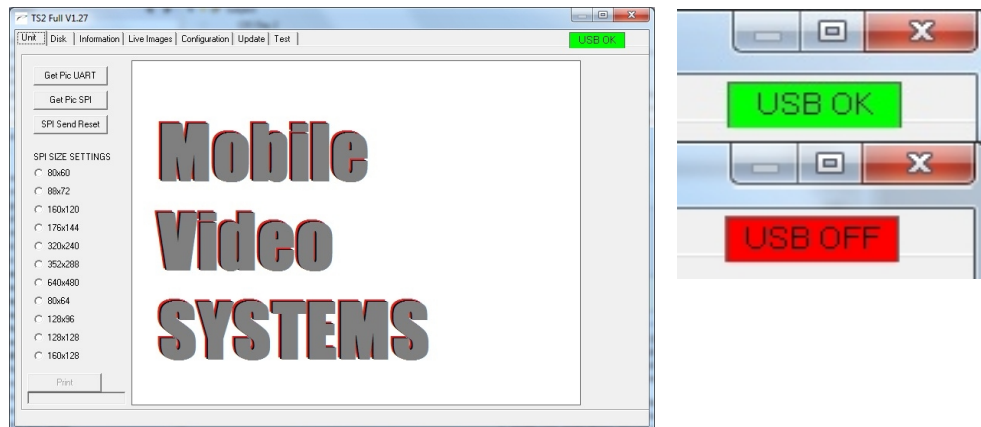 TS2 Full V1.27
Unit Disk Information Live Images Configuration Update Test USB OK
Get Pic UART
Get Pic SPI
SPI Send Reset
SPI SIZE SETTINGS
80x60
88x72
160x120
176x144
320x240
352x288
640x480
80x64
128x96
128x128
160x128
Print
Mobile
Video
SYSTEMS
USB OK
USB OFF